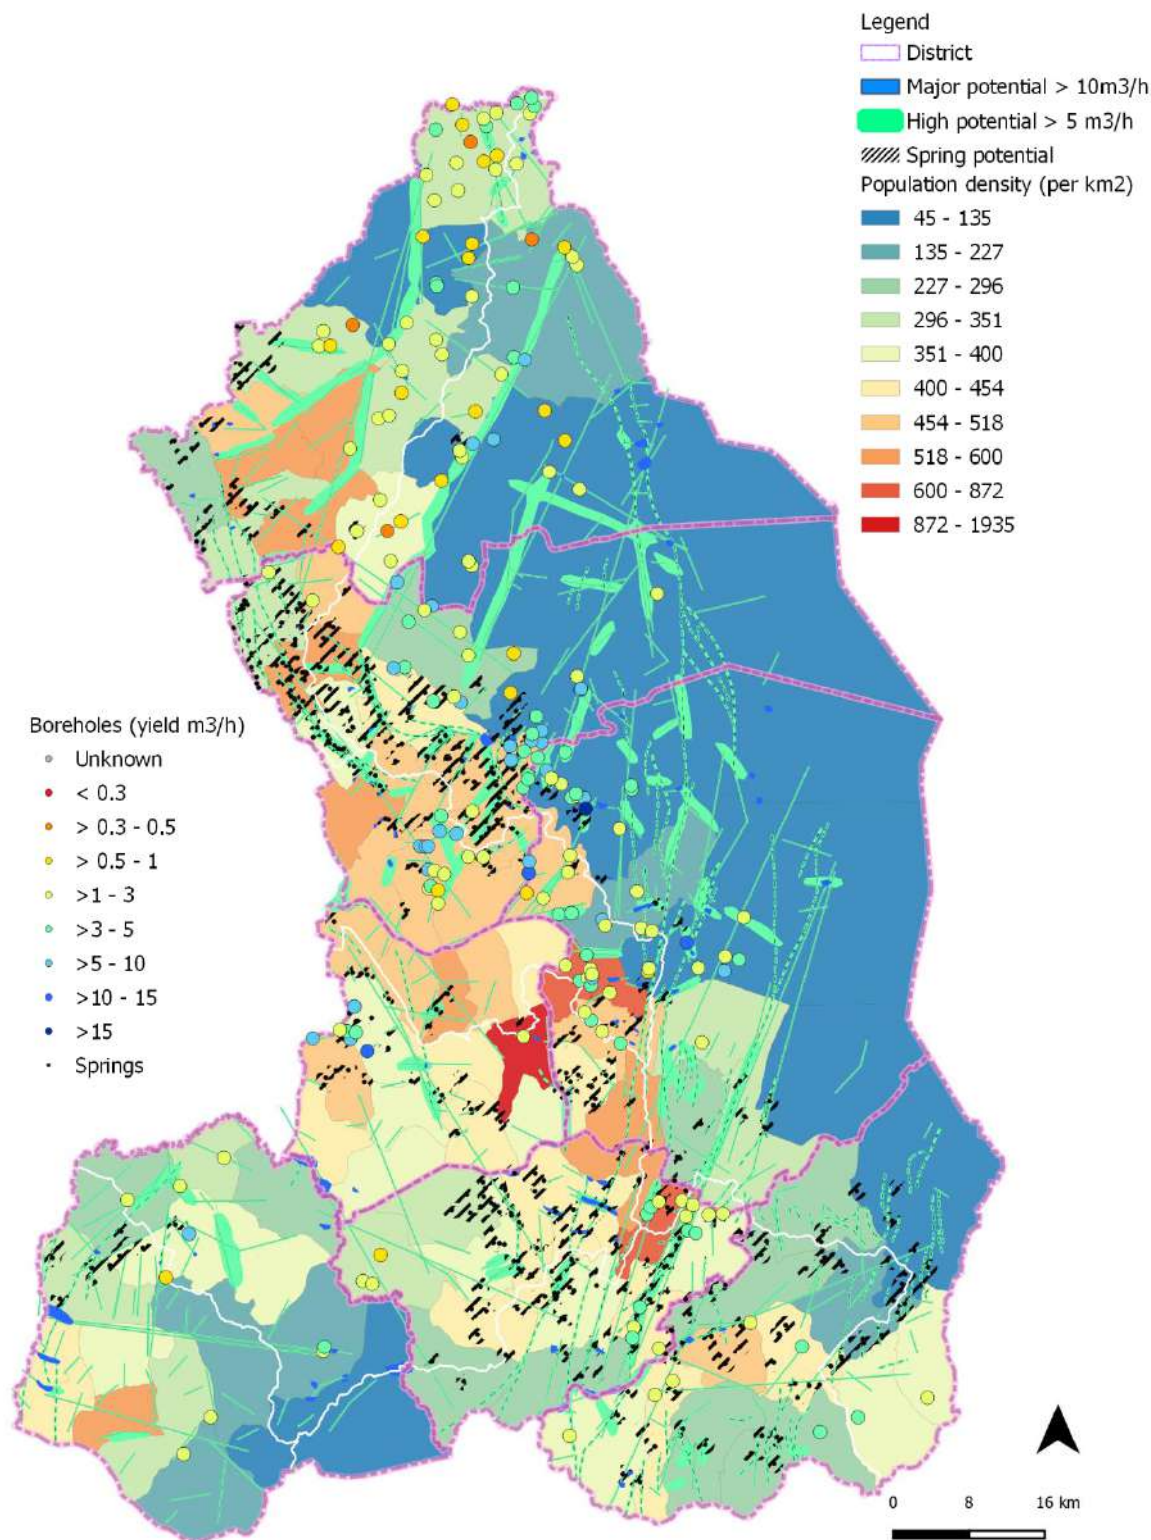 Legend
District
Major potential > 10m3/h
High potential > 5 m3/h
Spring potential
Population density (per km2)
45 - 135
135 - 227
227 - 296
296 - 351
351 - 400
400 - 454
454 - 518
518 - 600
600 - 872
872 - 1935
Boreholes (yield m3/h)
Unknown
< 0.3
> 0.3 - 0.5
> 0.5 - 1
>1 - 3
>3 - 5
>5 - 10
>10 - 15
>15
Springs
0 8 16 km